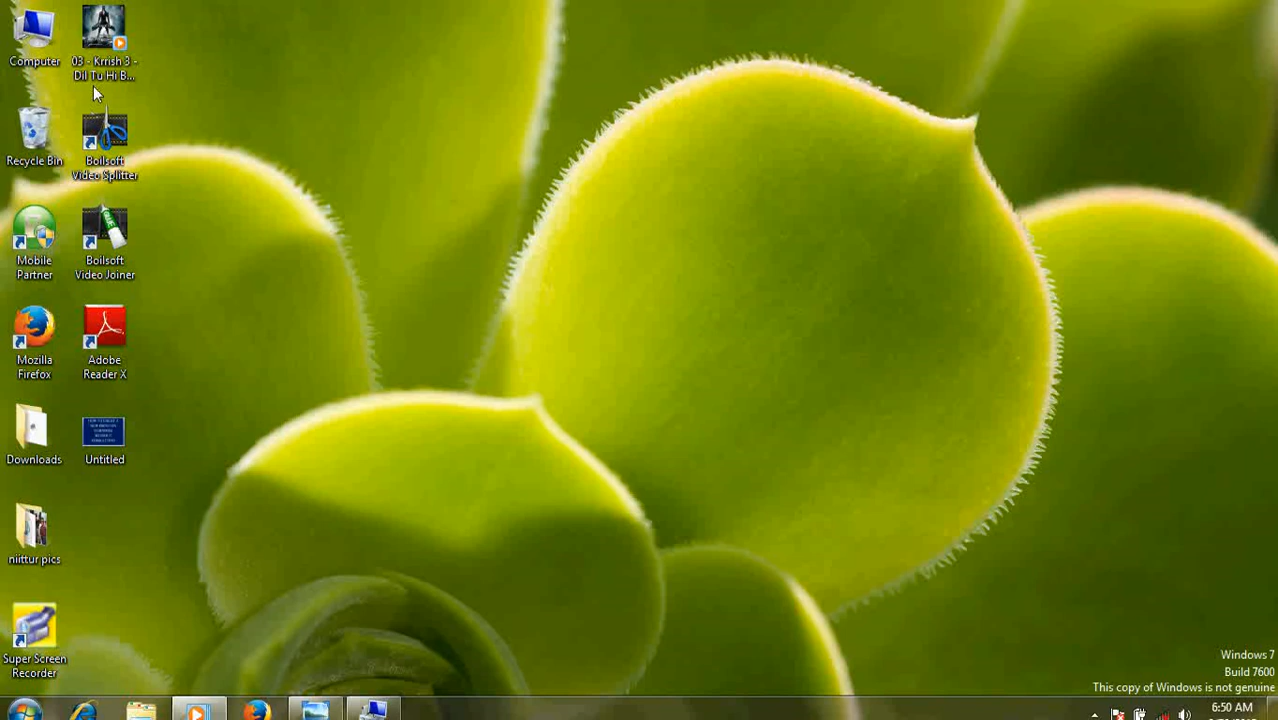 Computer
03 - Krrish 3 -
Dil Tu Hi B...
Recycle Bin
Boilsoft
Video Splitter
Mobile
Partner
Boilsoft
Video Joiner
Mozilla
Firefox
Adobe
Reader X
Downloads
Untitled
niittur pics
Super Screen
Recorder
Windows 7
Build 7600
This copy of Windows is not genuine
6:50 AM